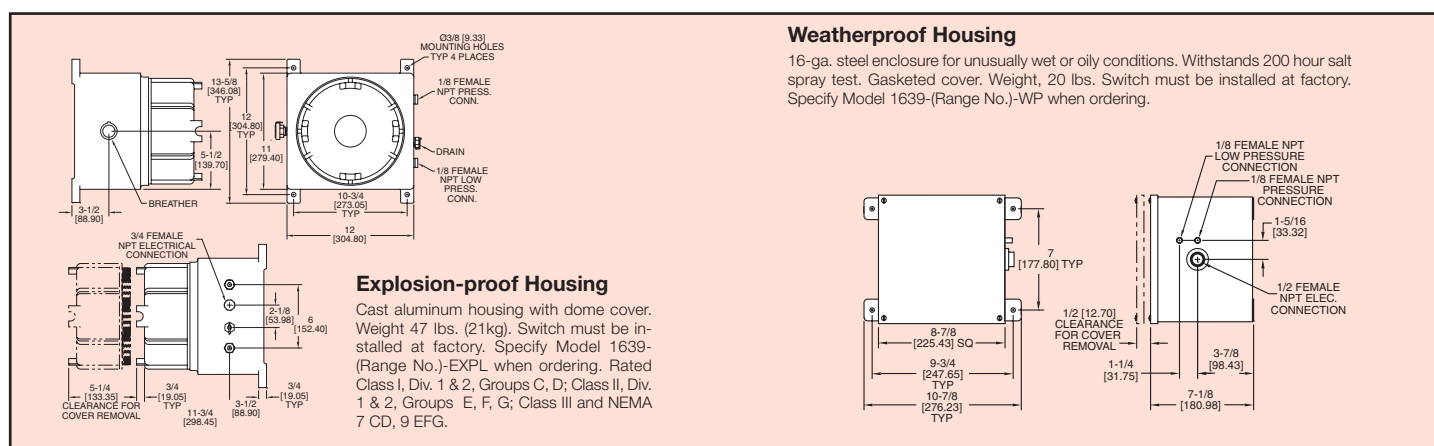 Ø3/8 [9.33]
MOUNTING HOLES
TYP 4 PLACES
13-5/8
[346.08]
TYP
1/8 FEMALE
NPT PRESS.
CONN.
12
[304.80]
TYP
11
[279.40]
5-1/2
[139.70]
DRAIN
1/8 FEMALE
NPT LOW
PRESS.
CONN.
BREATHER
3-1/2
[88.90]
10-3/4
[273.05]
TYP
12
[304.80]
3/4 FEMALE
NPT ELECTRICAL
CONNECTION
2-1/8
[53.98]
6
[152.40]
5-1/4
[133.35]
CLEARANCE FOR
COVER REMOVAL
3/4
[19.05]
TYP
11-3/4
[298.45]
3-1/2
[88.90]
3/4
[19.05]
TYP
Explosion-proof Housing
Cast aluminum housing with dome cover.
Weight 47 lbs. (21kg). Switch must be in-
stalled at factory. Specify Model 1639-
(Range No.)-EXPL when ordering. Rated
Class I, Div. 1 & 2, Groups C, D; Class II, Div.
1 & 2, Groups E, F, G; Class III and NEMA
7 CD, 9 EFG.
Weatherproof Housing
16-ga. steel enclosure for unusually wet or oily conditions. Withstands 200 hour salt
spray test. Gasketed cover. Weight, 20 lbs. Switch must be installed at factory.
Specify Model 1639-(Range No.)-WP when ordering.
7
[177.80] TYP
8-7/8
[225.43] SQ
9-3/4
[247.65]
TYP
10-7/8
[276.23]
TYP
1/8 FEMALE NPT
LOW PRESSURE
CONNECTION
1/8 FEMALE NPT
PRESSURE
CONNECTION
1-5/16
[33.32]
1/2 FEMALE
NPT ELEC.
CONNECTION
1/2 [12.70]
CLEARANCE
FOR COVER
REMOVAL
1-1/4
[31.75]
3-7/8
[98.43]
7-1/8
[180.98]